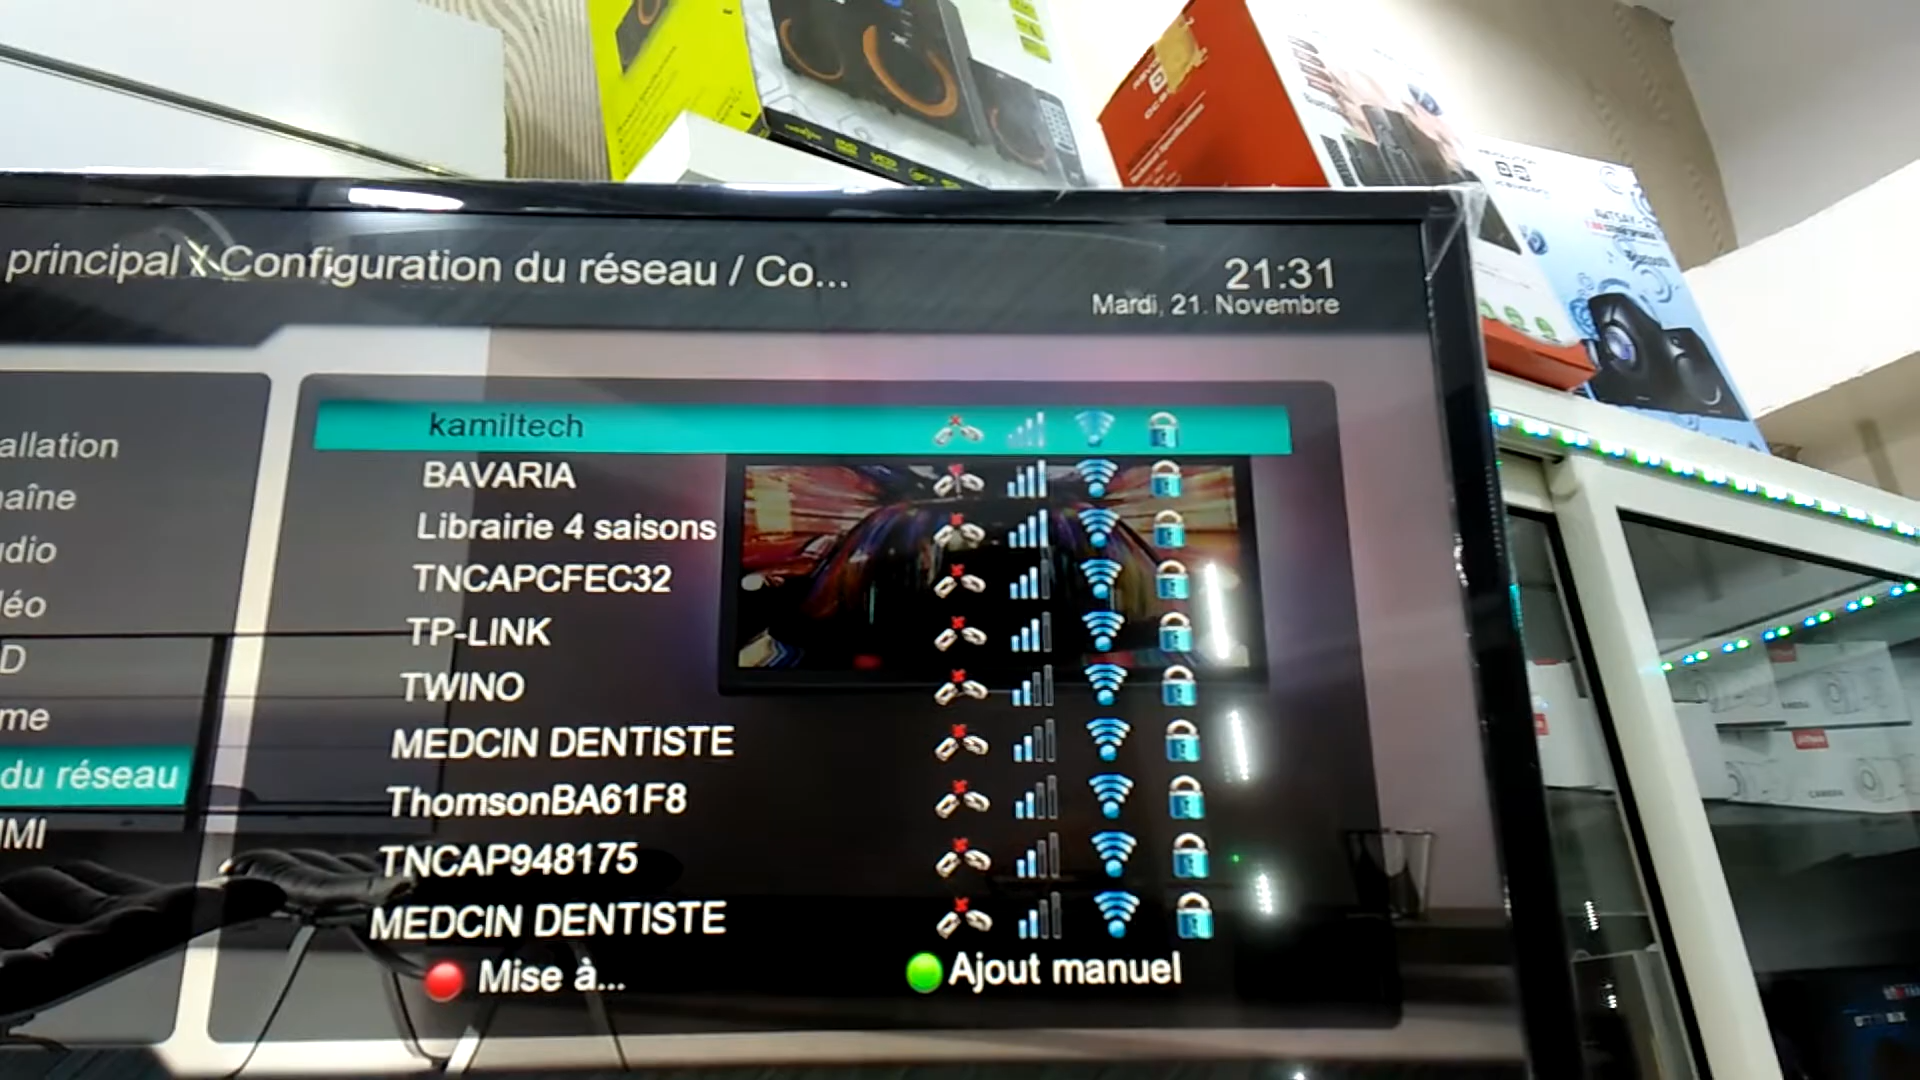 principal / Configuration du réseau / Co...
21:31
Mardi, 21. Novembre
allation
aîne
dio
déo
D
me
du réseau
MI
kamiltech
BAVARIA
Librairie 4 saisons
TNCAPCFEC32
TP-LINK
TWINO
MEDCIN DENTISTE
ThomsonBA61F8
TNCAP948175
MEDCIN DENTISTE
Mise à...
Ajout manuel